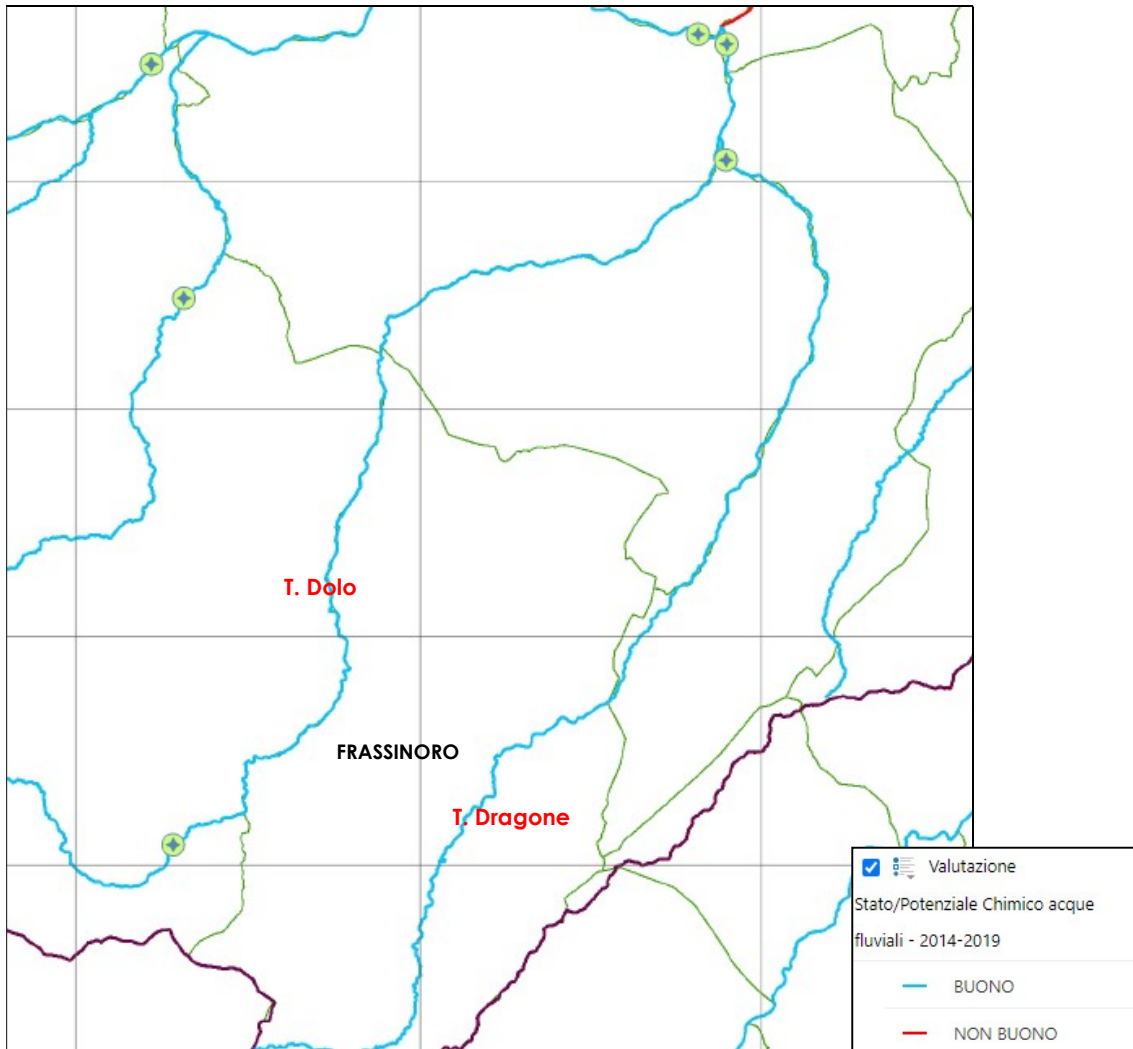 T. Dolo
FRASSINORO
T. Dragone
Valutazione
Stato/Potenziale Chimico acque
fluviali - 2014-2019
BUONO
NON BUONO